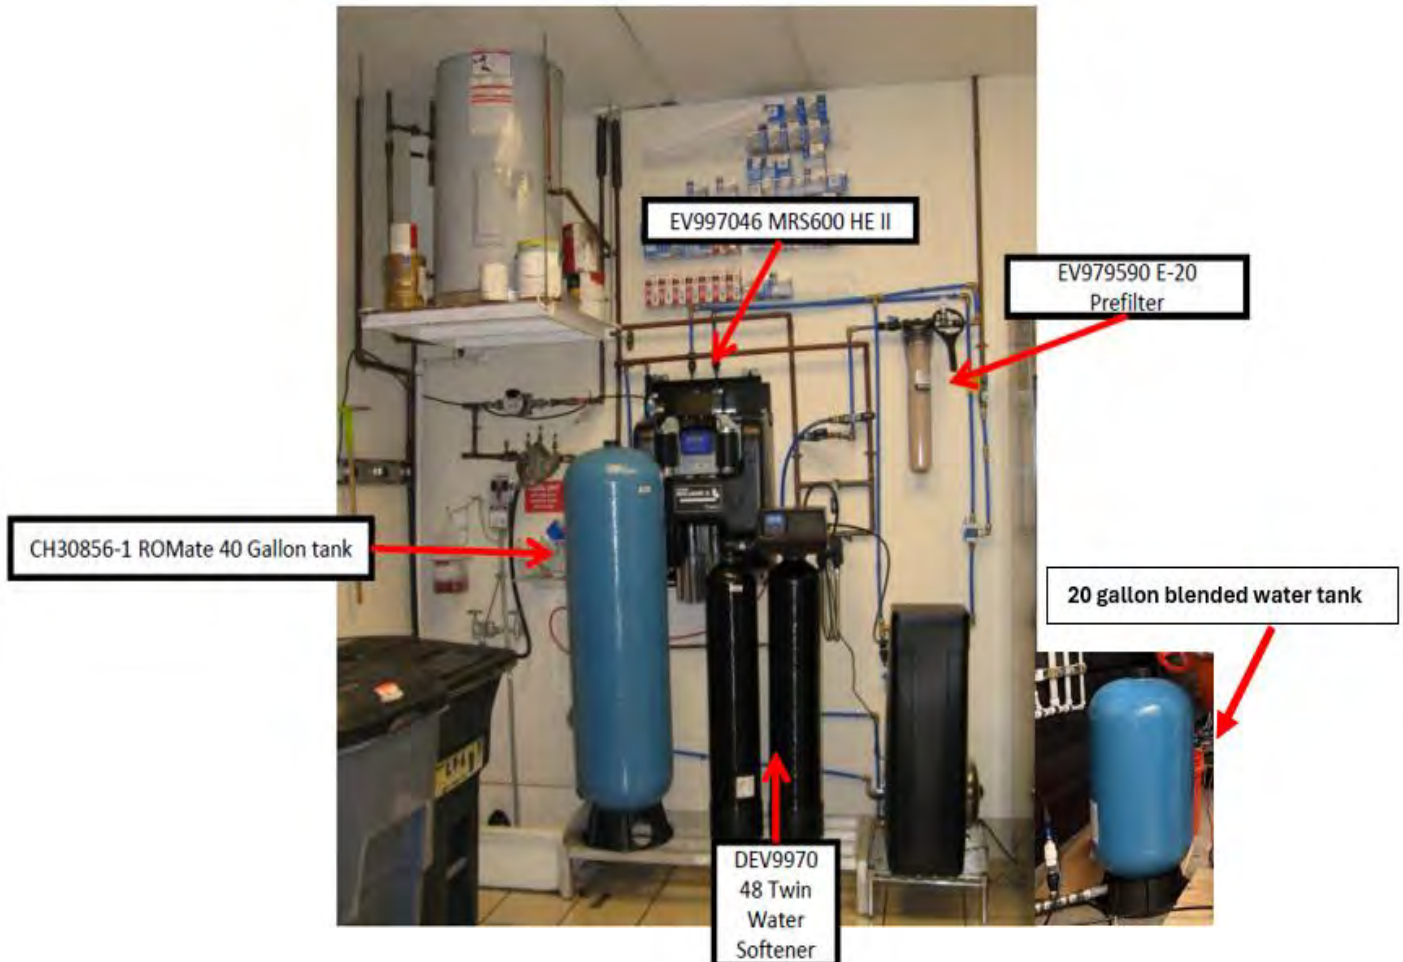 EV997046 MRS600 HE II
EV979590 E-20
Prefilter
CH30856-1 ROMate 40 Gallon tank
20 gallon blended water tank
DEV9970
48 Twin
Water
Softener